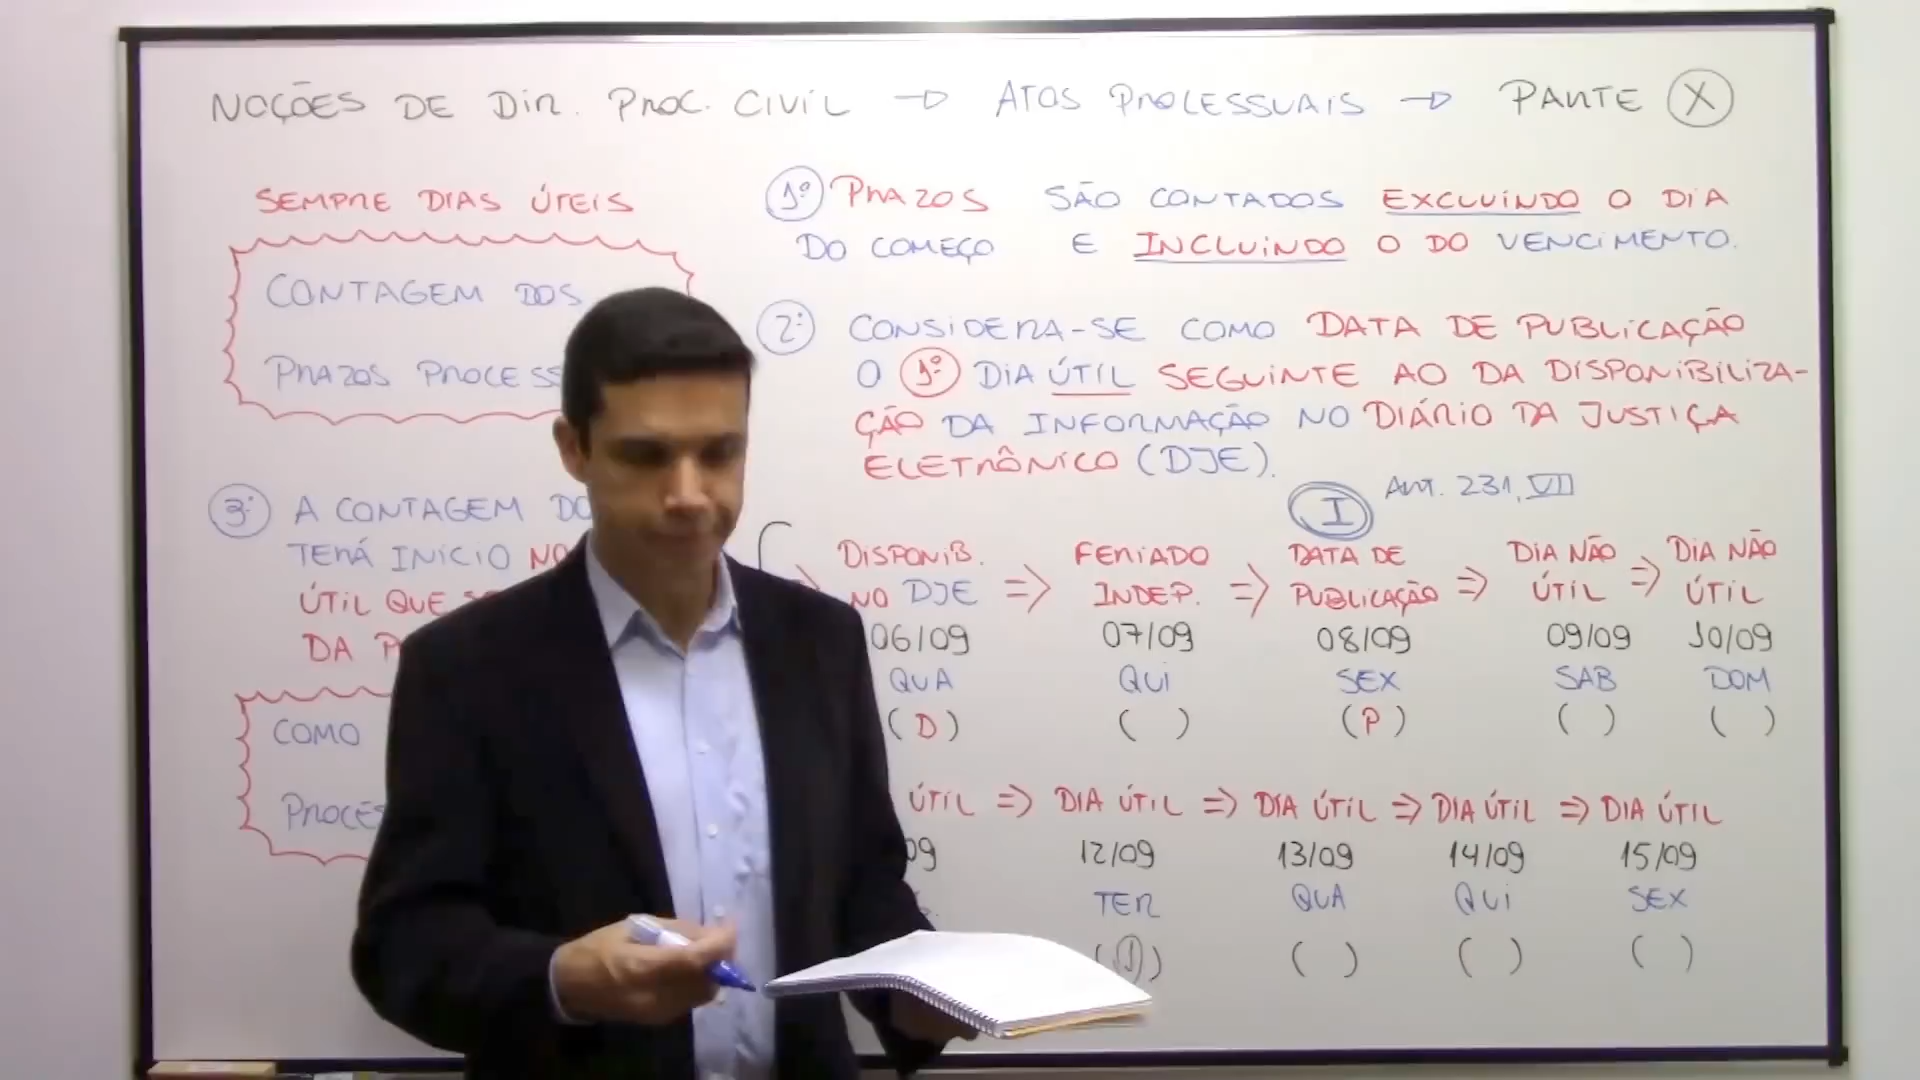 NOÇÕES DE DIR. PROC. CIVIL → ATOS PROCESSUAIS → PARTE X
SEMPRE DIAS ÚTEIS
CONTAGEM DOS
PRAZOS PROCESS
1º PRAZOS SÃO CONTADOS EXCLUINDO O DIA
DO COMEÇO E INCLUINDO O DO VENCIMENTO.
2º CONSIDERA-SE COMO DATA DE PUBLICAÇÃO
O 1º DIA ÚTIL SEGUINTE AO DA DISPONIBILIZA-
ÇÃO DA INFORMAÇÃO NO DIÁRIO DA JUSTIÇA
ELETRÔNICO (DJE).
3º A CONTAGEM DO
TERÁ INÍCIO NO
ÚTIL QUE
DA
COMO
PROCES
I ART. 231, VII
DISPONIB. ⇒ FERIADO ⇒ DATA DE ⇒ DIA NÃO ⇒ DIA NÃO
NO DJE INDEP. PUBLICAÇÃO ÚTIL ÚTIL
06/09 07/09 08/09 09/09 10/09
QUA QUI SEX SAB DOM
(D) ( ) (P) ( ) ( )
ÚTIL ⇒ DIA ÚTIL ⇒ DIA ÚTIL ⇒ DIA ÚTIL ⇒ DIA ÚTIL
09 12/09 13/09 14/09 15/09
TER QUA QUI SEX
(1) ( ) ( ) ( )